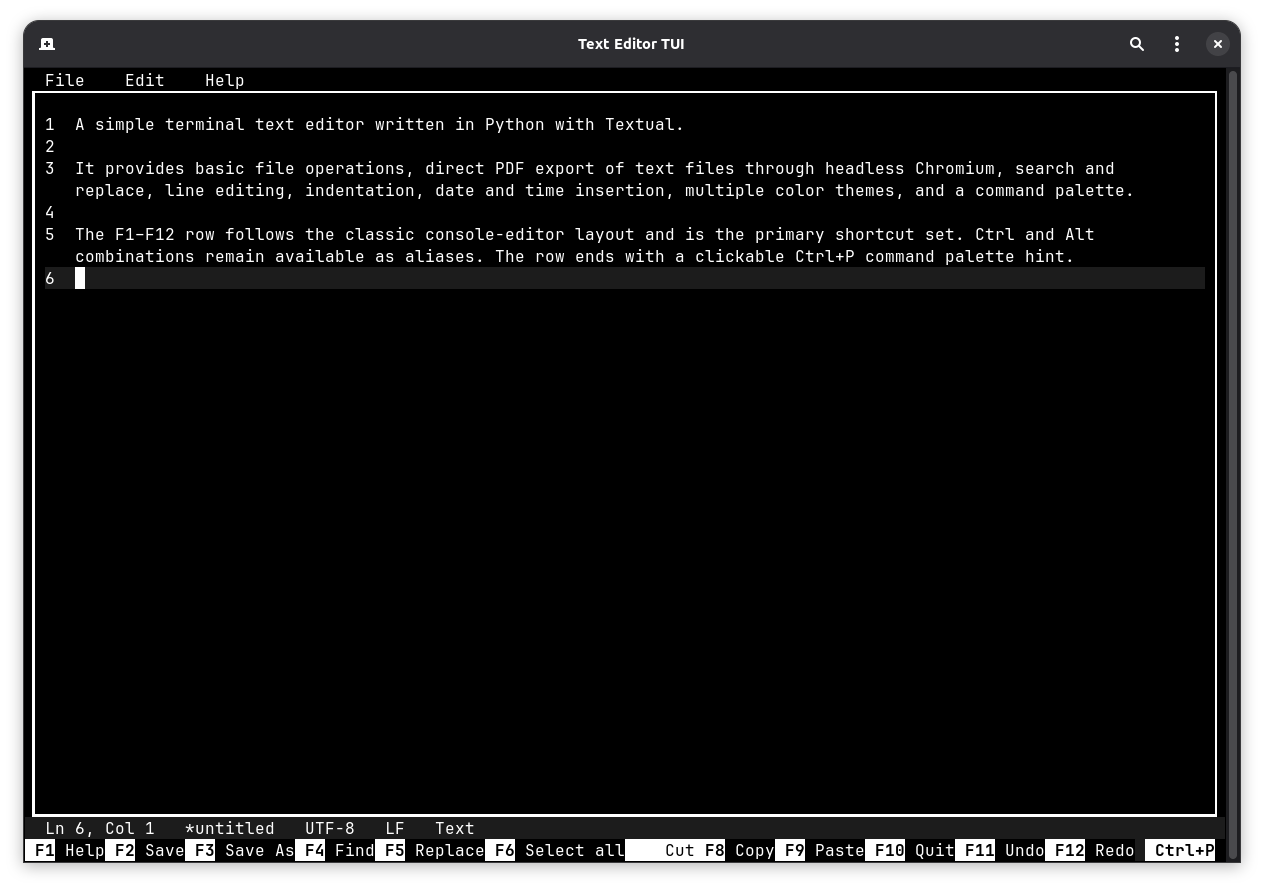 Text Editor TUI
File Edit Help
1 A simple terminal text editor written in Python with Textual.
2
3 It provides basic file operations, direct PDF export of text files through headless Chromium, search and
replace, line editing, indentation, date and time insertion, multiple color themes, and a command palette.
4
5 The F1–F12 row follows the classic console-editor layout and is the primary shortcut set. Ctrl and Alt
combinations remain available as aliases. The row ends with a clickable Ctrl+P command palette hint.
6
Ln 6, Col 1 *untitled UTF-8 LF Text
F1 Help F2 Save F3 Save As F4 Find F5 Replace F6 Select all Cut F8 Copy F9 Paste F10 Quit F11 Undo F12 Redo Ctrl+P